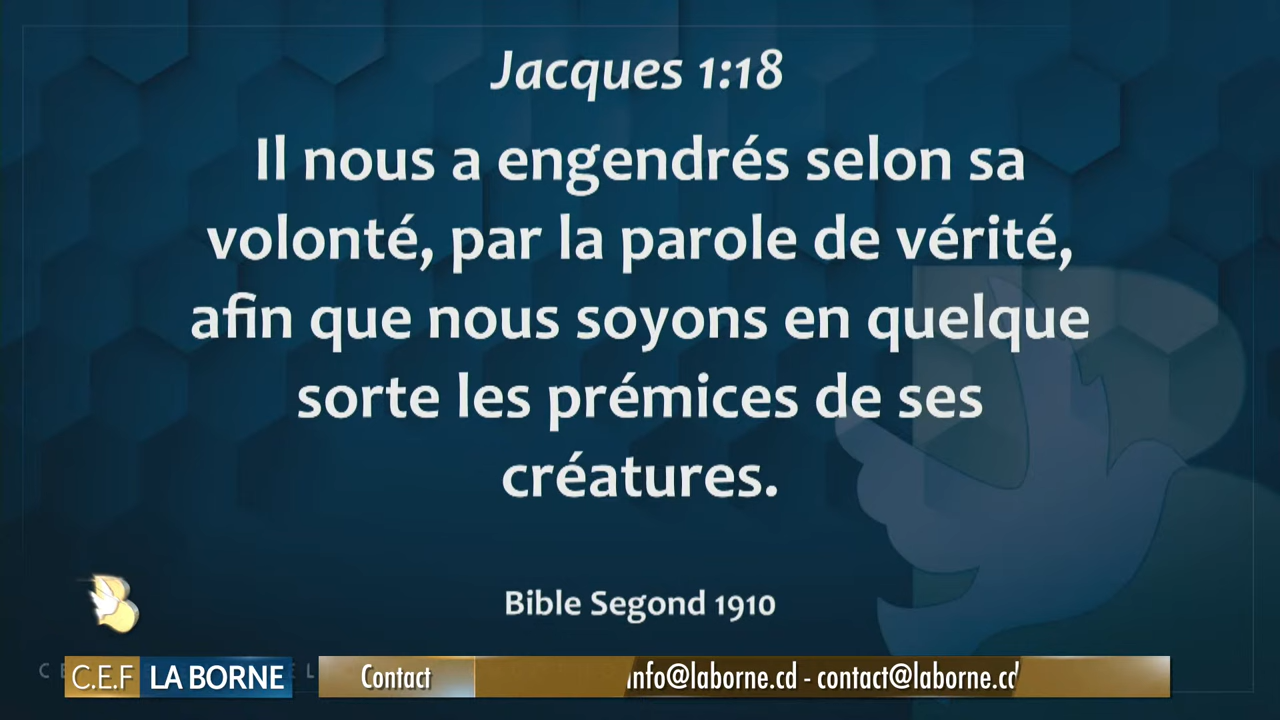 Jacques 1:18
Il nous a engendrés selon sa
volonté, par la parole de vérité,
afin que nous soyons en quelque
sorte les prémices de ses
créatures.
Bible Segond 1910
C.E.F LA BORNE
Contact
info@laborne.cd - contact@laborne.cd